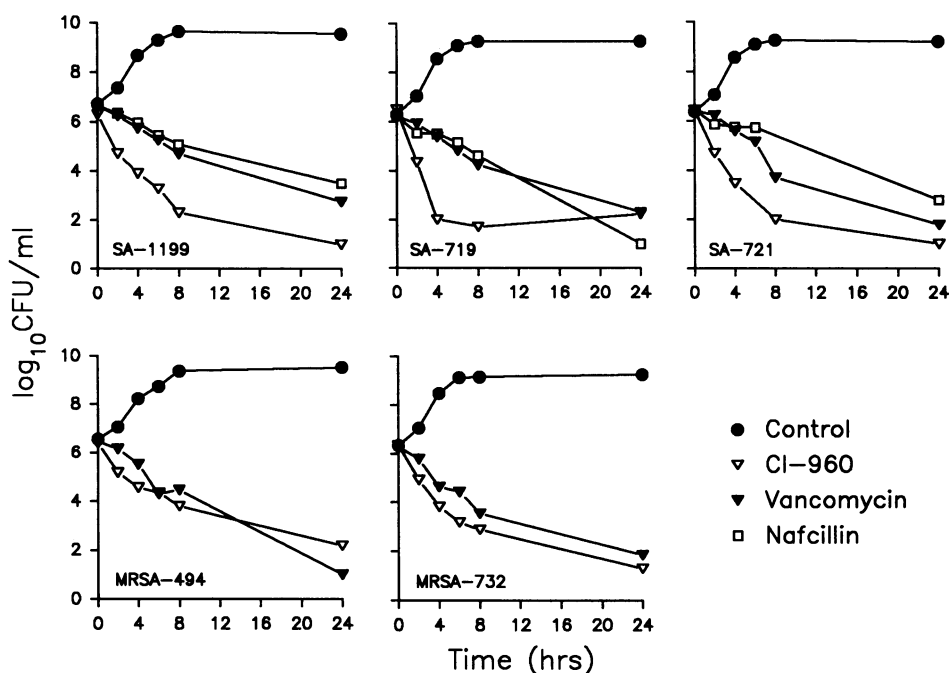 10
8
6
4
2
0
SA-1199
0 4 8 12 16 20 24
SA-719
0 4 8 12 16 20 24
SA-721
0 4 8 12 16 20 24
log10CFU/ml
10
8
6
4
2
0
MRSA-494
0 4 8 12 16 20 24
MRSA-732
0 4 8 12 16 20 24
Time (hrs)
Control
CI-960
Vancomycin
Nafcillin